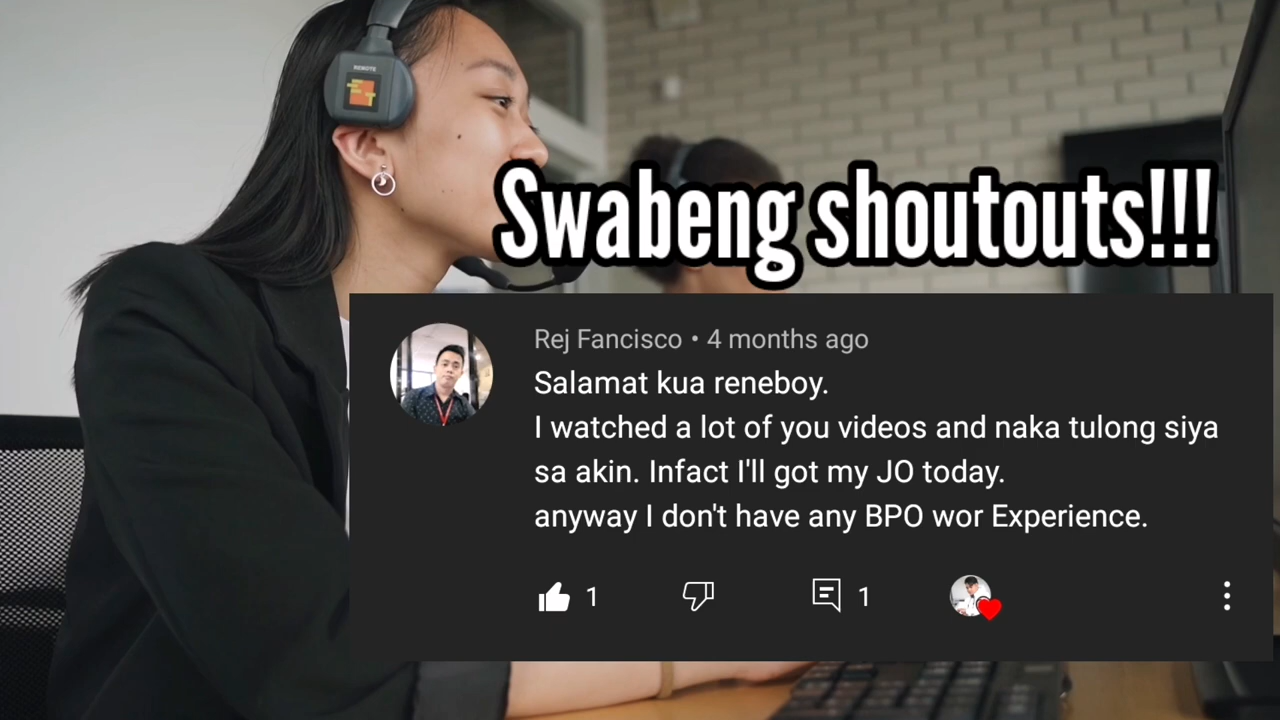 REMOTE
Swabeng shoutouts!!!
Rej Fancisco • 4 months ago
Salamat kua reneboy.
I watched a lot of you videos and naka tulong siya
sa akin. Infact I'll got my JO today.
anyway I don't have any BPO wor Experience.
1
1